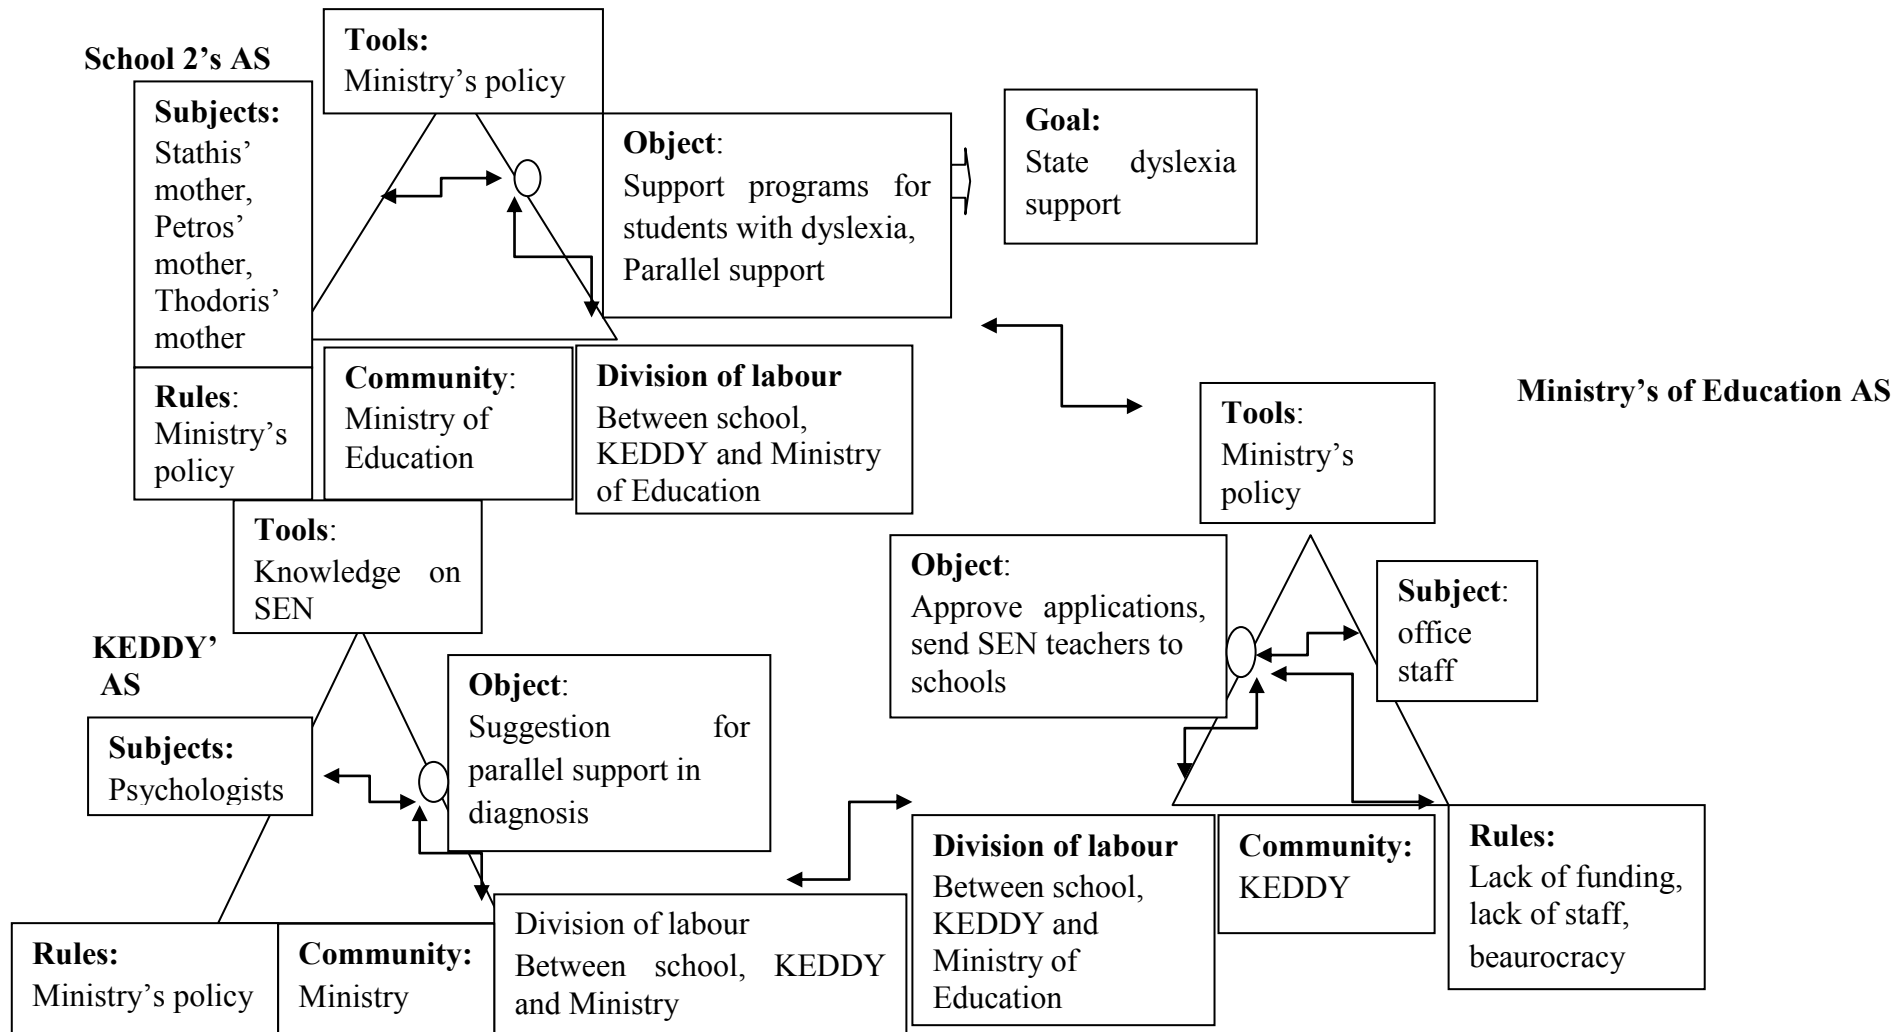 School 2’s AS
Tools:
Ministry’s policy
Subjects:
Stathis’
mother,
Petros’
mother,
Thodoris’
mother
Object:
Support programs for
students with dyslexia,
Parallel support
Goal:
State dyslexia
support
Rules:
Ministry’s
policy
Community:
Ministry of
Education
Division of labour
Between school,
KEDDY and Ministry
of Education
Ministry’s of Education AS
Tools:
Ministry’s
policy
Object:
Approve applications,
send SEN teachers to
schools
Subject:
office
staff
Division of labour
Between school,
KEDDY and
Ministry of
Education
Community:
KEDDY
Rules:
Lack of funding,
lack of staff,
beaurocracy
KEDDY’
AS
Tools:
Knowledge on
SEN
Subjects:
Psychologists
Object:
Suggestion for
parallel support in
diagnosis
Rules:
Ministry’s policy
Community:
Ministry
Division of labour
Between school, KEDDY
and Ministry